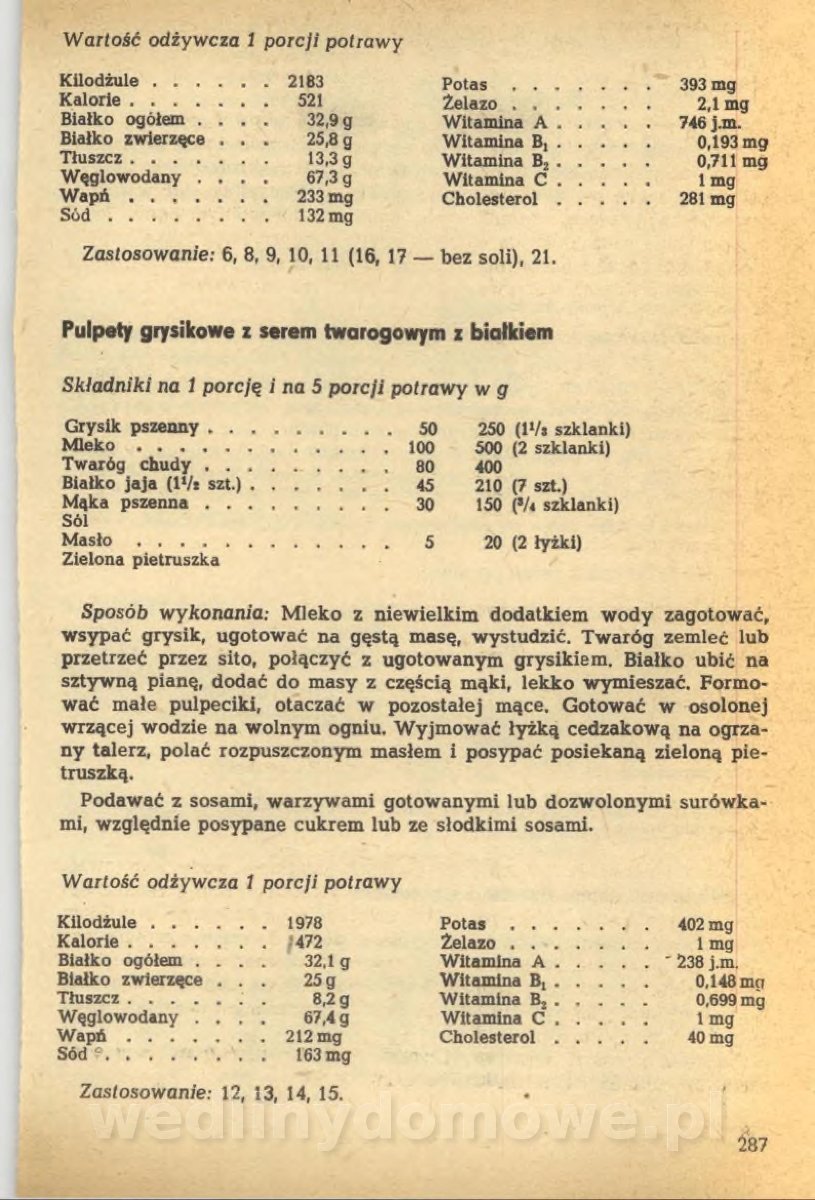 Wartość odżywcza 1 porcji potrawy
Kilodżule . . . . . . 2183
Kalorie . . . . . . . 521
Białko ogółem . . . . 32,9 g
Białko zwierzęce . . . 25,8 g
Tłuszcz . . . . . . . 13,3 g
Węglowodany . . . . 67,3 g
Wapń . . . . . . . 233 mg
Sód . . . . . . . . 132 mg
Potas . . . . . . . 393 mg
Żelazo . . . . . . . 2,1 mg
Witamina A . . . . . 746 j.m.
Witamina B₁ . . . . . 0,193 mg
Witamina B₂ . . . . . 0,711 mg
Witamina C . . . . . 1 mg
Cholesterol . . . . . 281 mg
Zastosowanie: 6, 8, 9, 10, 11 (16, 17 — bez soli), 21.
Pulpety grysikowe z serem twarogowym z białkiem
Składniki na 1 porcję i na 5 porcji potrawy w g
Grysik pszenny . . . . . . . . . 50 250 (1¹/₂ szklanki)
Mleko . . . . . . . . . . . . 100 500 (2 szklanki)
Twaróg chudy . . . . . . . . . 80 400
Białko jaja (1¹/₂ szt.) . . . . . . . 45 210 (7 szt.)
Mąka pszenna . . . . . . . . . 30 150 (³/₄ szklanki)
Sól
Masło . . . . . . . . . . . . 5 20 (2 łyżki)
Zielona pietruszka
Sposób wykonania: Mleko z niewielkim dodatkiem wody zagotować,
wsypać grysik, ugotować na gęstą masę, wystudzić. Twaróg zemleć lub
przetrzeć przez sito, połączyć z ugotowanym grysikiem. Białko ubić na
sztywną pianę, dodać do masy z częścią mąki, lekko wymieszać. Formo-
wać małe pulpeciki, otaczać w pozostałej mące. Gotować w osolonej
wrzącej wodzie na wolnym ogniu. Wyjmować łyżką cedzakową na ogrza-
ny talerz, polać rozpuszczonym masłem i posypać posiekaną zieloną pie-
truszką.
Podawać z sosami, warzywami gotowanymi lub dozwolonymi surówka-
mi, względnie posypane cukrem lub ze słodkimi sosami.
Wartość odżywcza 1 porcji potrawy
Kilodżule . . . . . . 1978
Kalorie . . . . . . . 472
Białko ogółem . . . . 32,1 g
Białko zwierzęce . . . 25 g
Tłuszcz . . . . . . . 8,2 g
Węglowodany . . . . 67,4 g
Wapń . . . . . . . 212 mg
Sód . . . . . . . . 163 mg
Potas . . . . . . . 402 mg
Żelazo . . . . . . . 1 mg
Witamina A . . . . . 238 j.m.
Witamina B₁ . . . . . 0,148 mg
Witamina B₂ . . . . . 0,699 mg
Witamina C . . . . . 1 mg
Cholesterol . . . . . 40 mg
Zastosowanie: 12, 13, 14, 15.
wedlinydomowe.pl
287